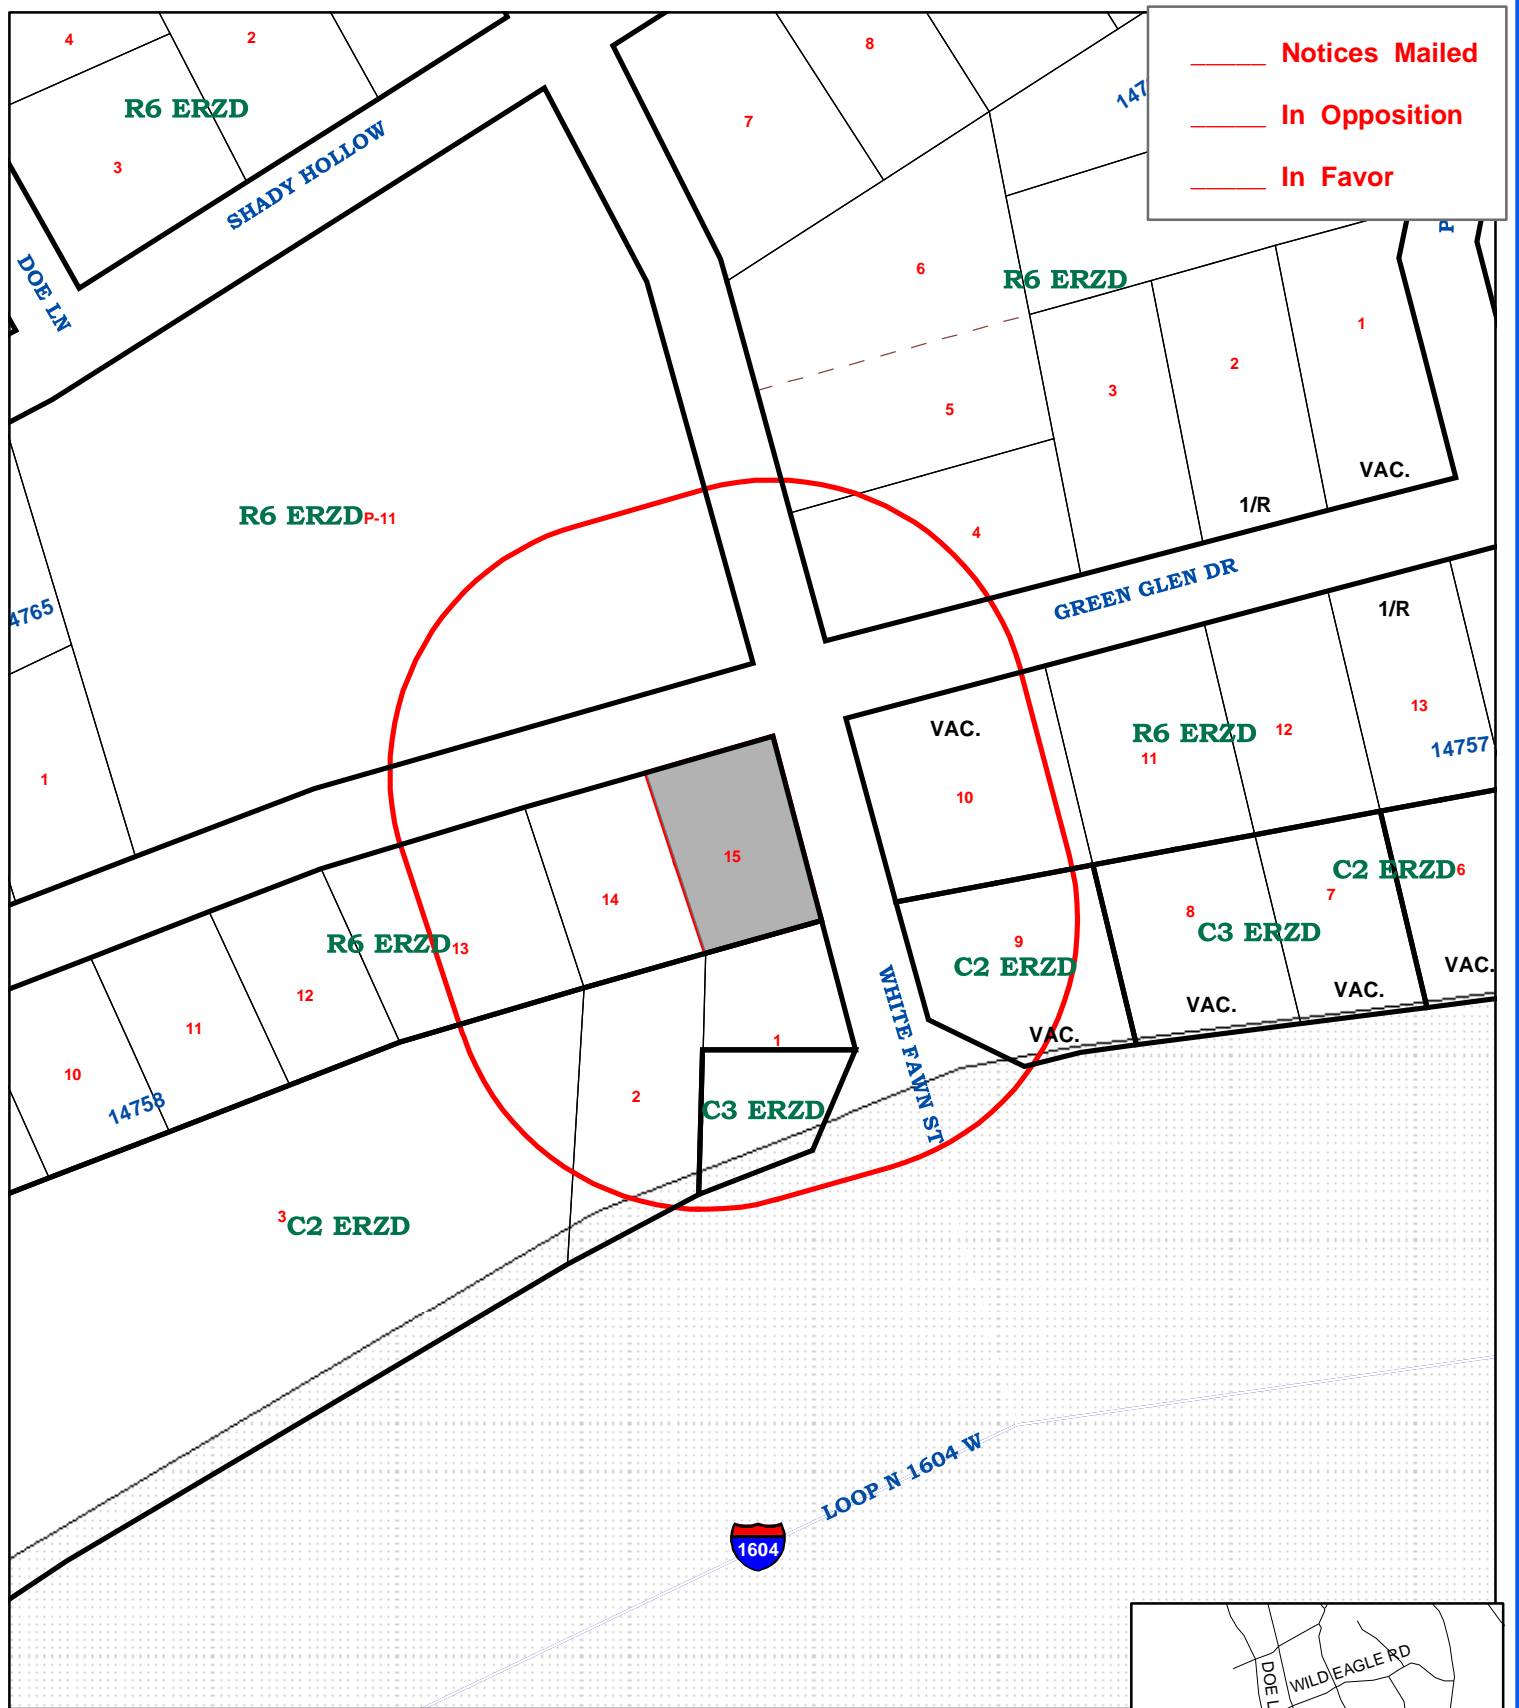 _____ Notices Mailed
_____ In Opposition
_____ In Favor
4
2
8
R6 ERZD
7
3
SHADY HOLLOW
DOE LN
6
R6 ERZD
1
2
3
5
VAC.
1/R
R6 ERZD
P-11
4
GREEN GLEN DR
1/R
4765
13
VAC.
R6 ERZD
12
14757
11
1
10
15
C2 ERZD
6
7
14
8
C3 ERZD
9
R6 ERZD
13
C2 ERZD
VAC.
12
VAC.
VAC.
11
VAC.
1
WHITE FAWN ST
10
2
14758
C3 ERZD
3
C2 ERZD
LOOP N 1604 W
1604
WILD EAGLE RD
DOE L